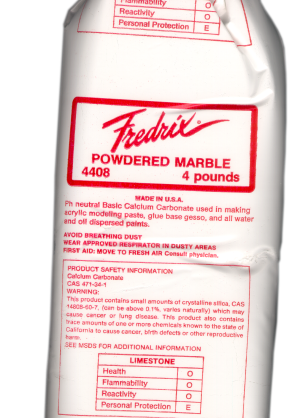 Flammability O
Reactivity O
Personal Protection E
Fredrix
POWDERED MARBLE
4408 4 pounds
MADE IN U.S.A.
Ph neutral Basic Calcium Carbonate used in making
acrylic modeling paste, glue base gesso, and all water
and oil dispersed paints.
AVOID BREATHING DUST
WEAR APPROVED RESPIRATOR IN DUSTY AREAS
FIRST AID: MOVE TO FRESH AIR Consult physician.
PRODUCT SAFETY INFORMATION
Calcium Carbonate
CAS 471-34-1
WARNING:
This product contains small amounts of crystalline silica, CAS
14808-60-7, (can be above 0.1%, varies naturally) which may
cause cancer or lung disease. This product also contains
trace amounts of one or more chemicals known to the state of
California to cause cancer, birth defects or other reproductive
harm.
SEE MSDS FOR ADDITIONAL INFORMATION
LIMESTONE
Health O
Flammability O
Reactivity O
Personal Protection E